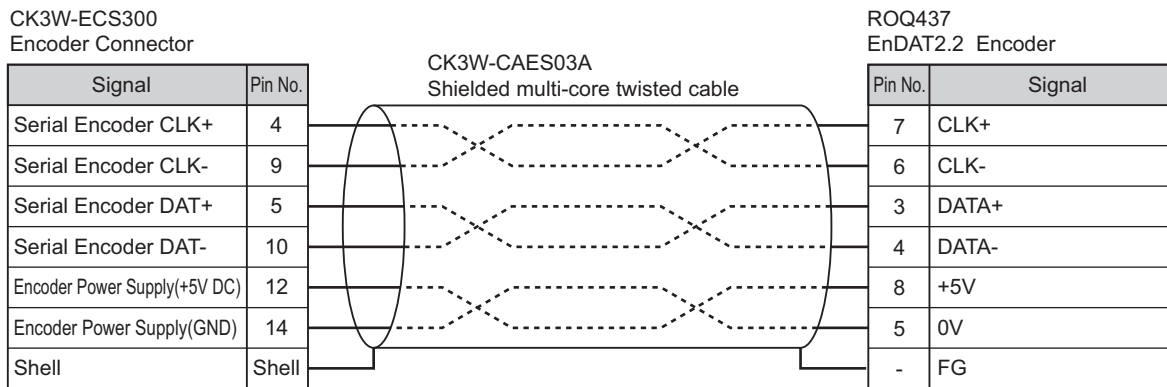 CK3W-ECS300
Encoder Connector
Signal Pin No.
Serial Encoder CLK+ 4
Serial Encoder CLK- 9
Serial Encoder DAT+ 5
Serial Encoder DAT- 10
Encoder Power Supply(+5V DC) 12
Encoder Power Supply(GND) 14
Shell Shell
CK3W-CAES03A
Shielded multi-core twisted cable
ROQ437
EnDAT2.2 Encoder
Pin No. Signal
7 CLK+
6 CLK-
3 DATA+
4 DATA-
8 +5V
5 0V
- FG